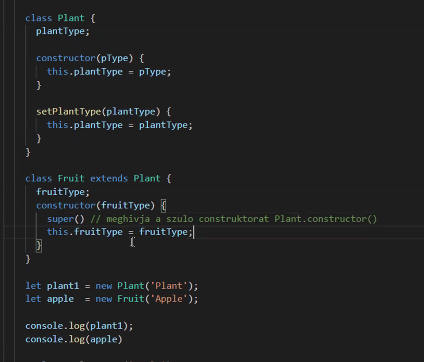 class Plant {
plantType;
constructor(pType) {
this.plantType = pType;
}
setPlantType(plantType) {
this.plantType = plantType;
}
}
class Fruit extends Plant {
fruitType;
constructor(fruitType) {
super() // meghivja a szulo construktorat Plant.constructor()
this.fruitType = fruitType;
}
}
let plant1 = new Plant('Plant');
let apple  = new Fruit('Apple');
console.log(plant1);
console.log(apple)